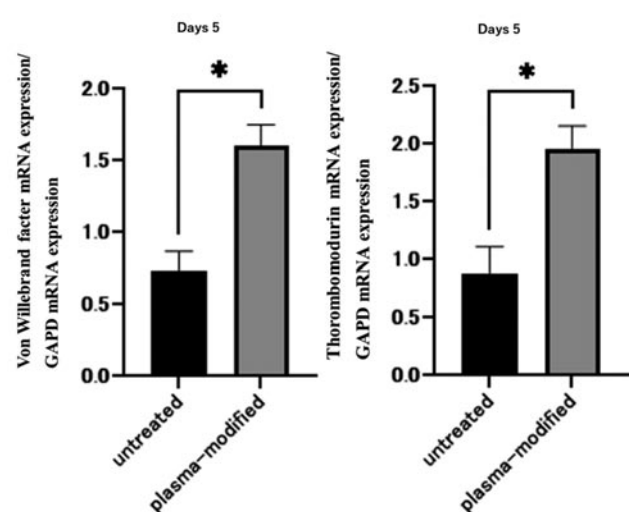 Days 5
*
Von Willebrand facter mRNA expression/
GAPD mRNA expression
2.0
1.5
1.0
0.5
0.0
untreated
plasma-modified
Days 5
*
Thorombomodurin mRNA expression/
GAPD mRNA expression
2.5
2.0
1.5
1.0
0.5
0.0
untreated
plasma-modified